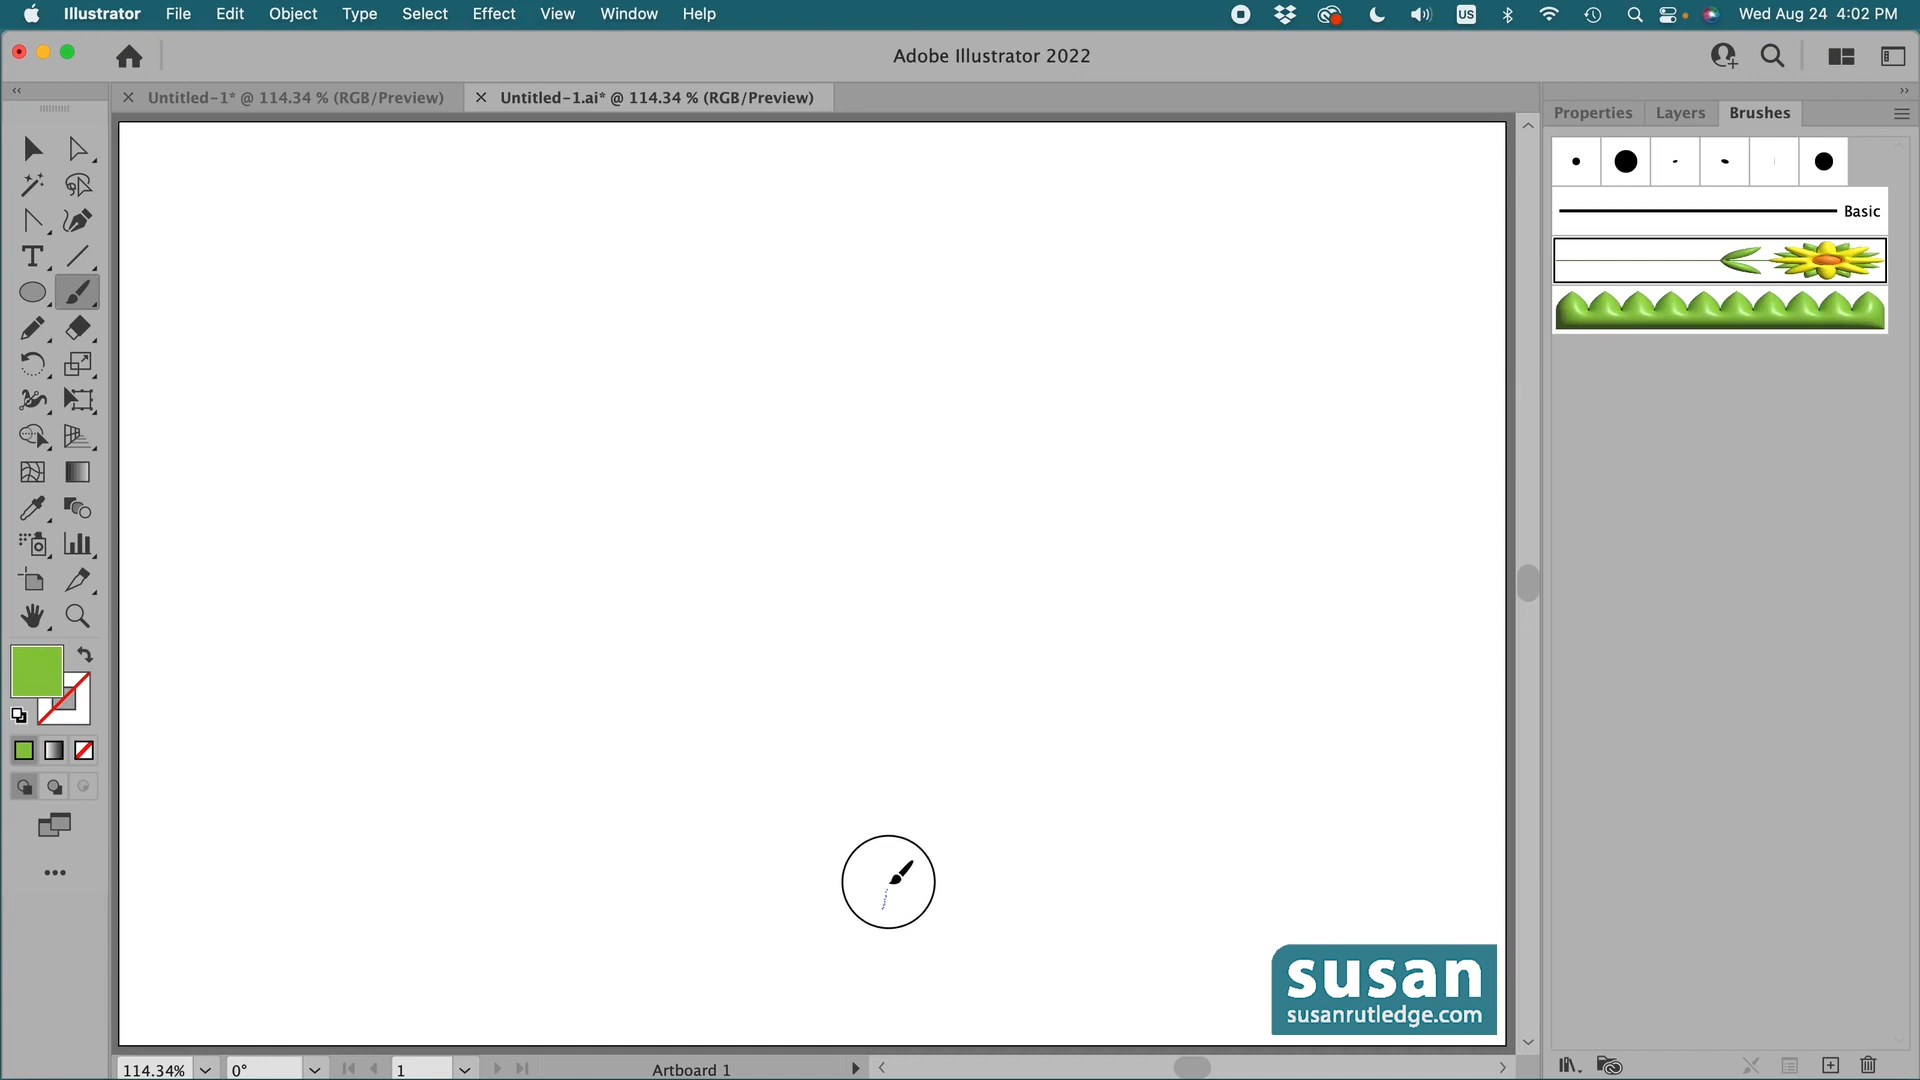 Illustrator File Edit Object Type Select Effect View Window Help US Wed Aug 24 4:02 PM
Adobe Illustrator 2022
Untitled-1* @ 114.34 % (RGB/Preview) Untitled-1.ai* @ 114.34 % (RGB/Preview)
Properties Layers Brushes
Basic
susan
susanrutledge.com
114.34% 0° 1 Artboard 1